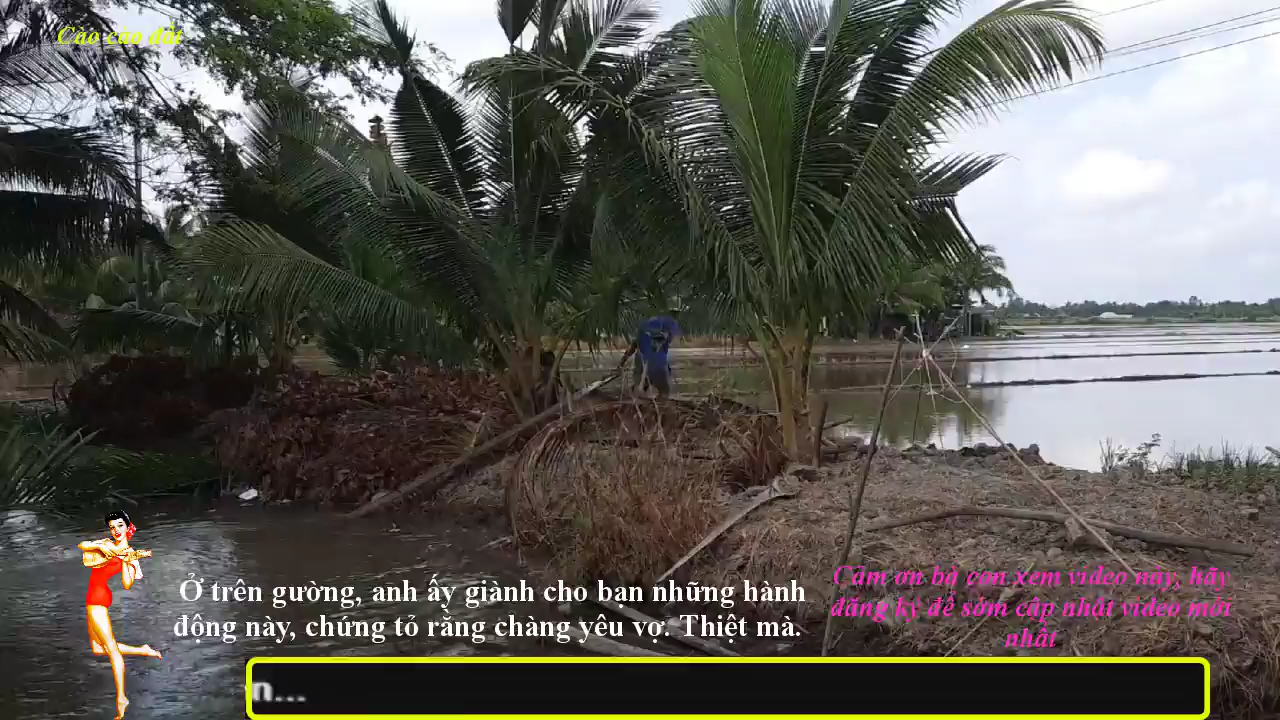 Cào cào đất
Ở trên gường, anh ấy giành cho bạn những hành
động này, chứng tỏ rằng chàng yêu vợ. Thiệt mà.
Cảm ơn bà con xem video này, hãy
đăng ký để sớm cập nhật video mới
nhất
n...